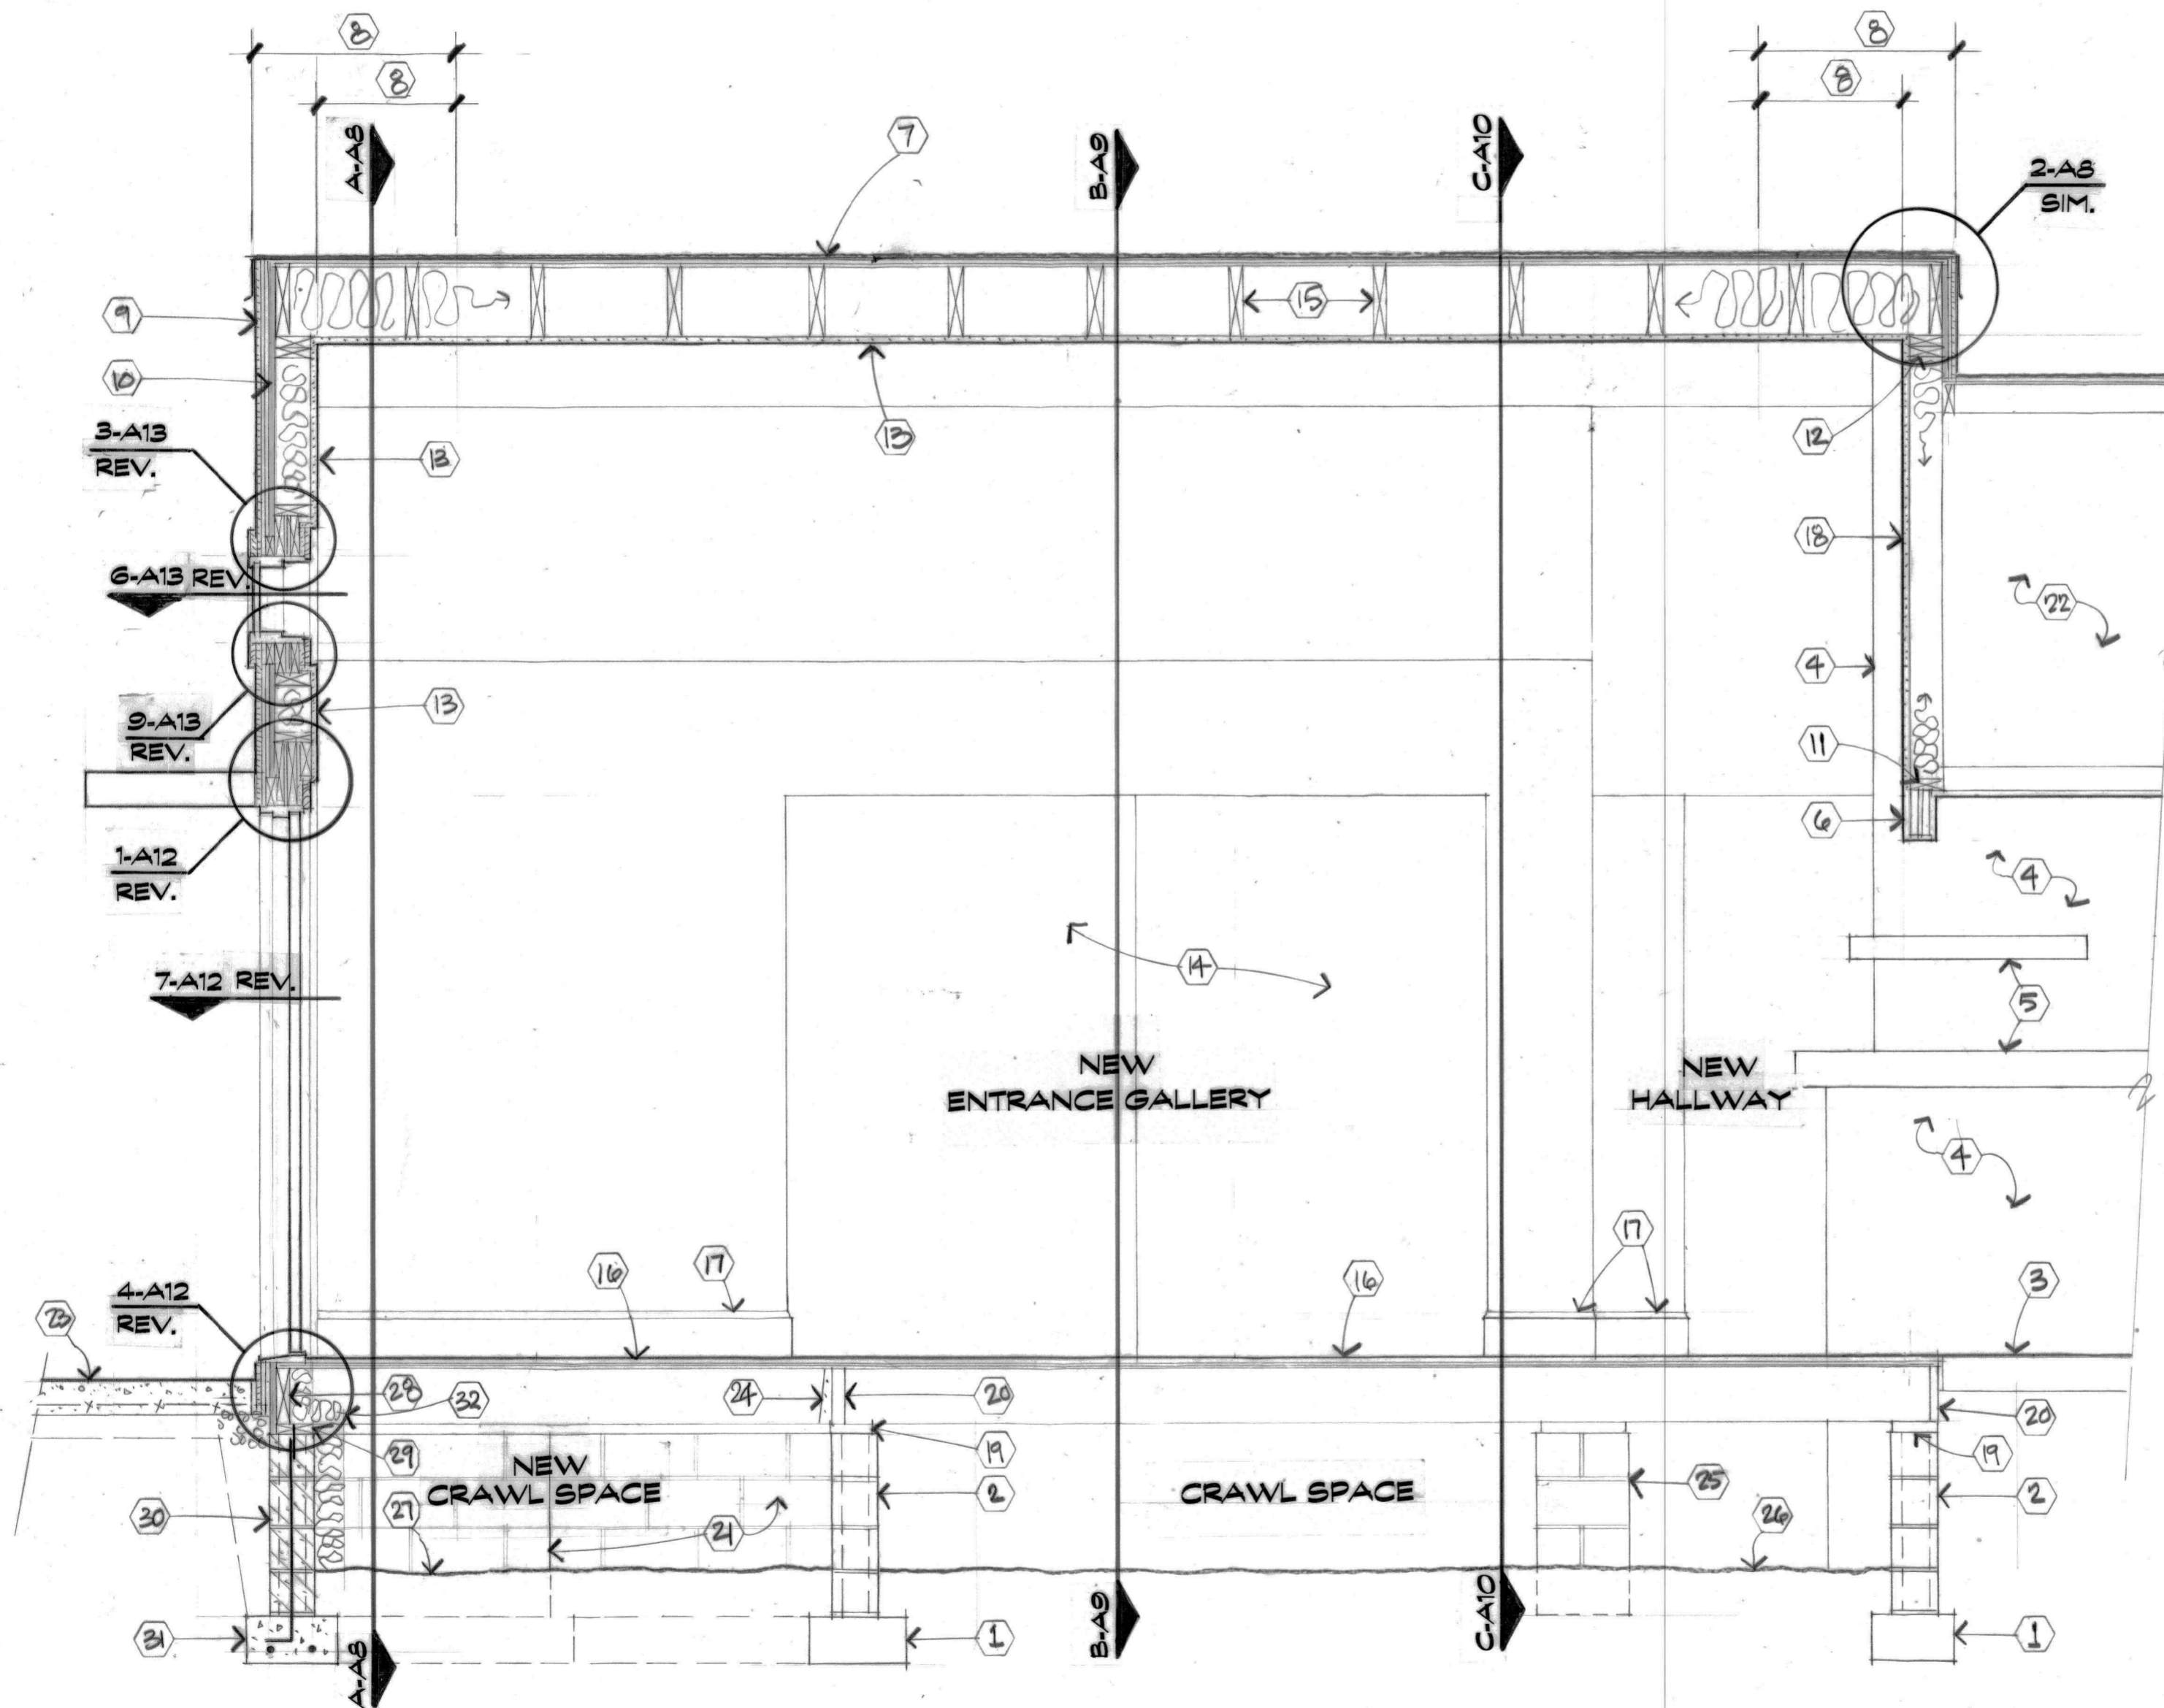 8
8
8
8
A-A8
7
B-A9
C-A10
2-A8
SIM.
9
15
10
3-A13
REV.
13
13
12
18
6-A13 REV.
22
4
9-A13
REV.
13
11
6
1-A12
REV.
4
14
7-A12 REV.
5
NEW
ENTRANCE GALLERY
NEW
HALLWAY
4
17
4-A12
REV.
16
17
16
3
23
28
32
24
20
20
29
19
19
NEW
CRAWL SPACE
CRAWL SPACE
25
2
2
30
27
21
26
31
1
1
A-A8
B-A9
C-A10